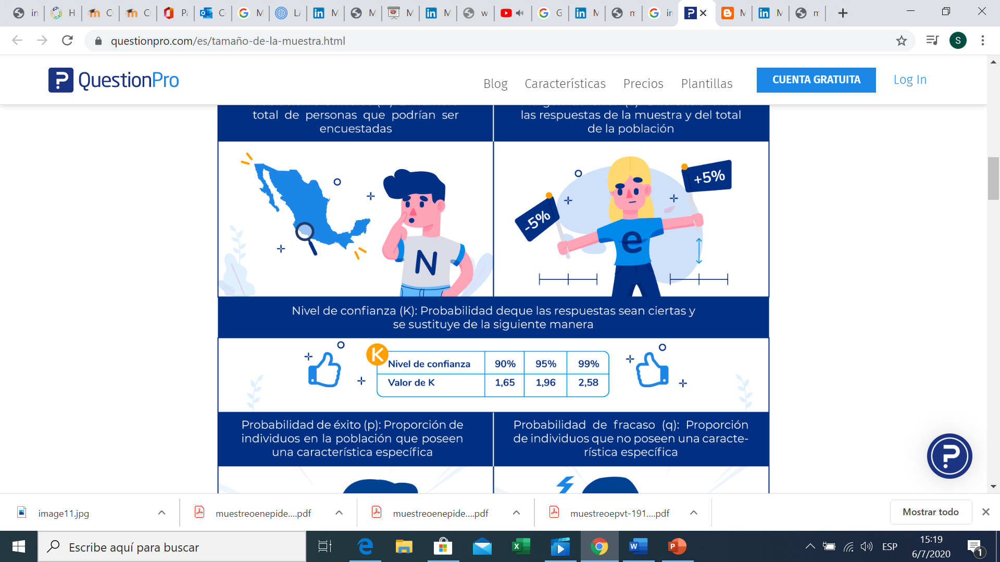 in
H
C
C
Pa
C
M
LA
M
M
M
M
w
G
M
m
in
M
M
m
questionpro.com/es/tamaño-de-la-muestra.html
S
QuestionPro
Blog
Características
Precios
Plantillas
CUENTA GRATUITA
Log In
total de personas que podrían ser
encuestadas
las respuestas de la muestra y del total
de la población
N
-5%
+5%
e
Nivel de confianza (K): Probabilidad deque las respuestas sean ciertas y
se sustituye de la siguiente manera
K
Nivel de confianza 90% 95% 99%
Valor de K 1,65 1,96 2,58
Probabilidad de éxito (p): Proporción de
individuos en la población que poseen
una característica específica
Probabilidad de fracaso (q): Proporción
de individuos que no poseen una caracte-
rística específica
image11.jpg
muestreoenepide....pdf
muestreoenepide....pdf
muestreoepvt-191....pdf
Mostrar todo
Escribe aquí para buscar
ESP
15:19
6/7/2020
1